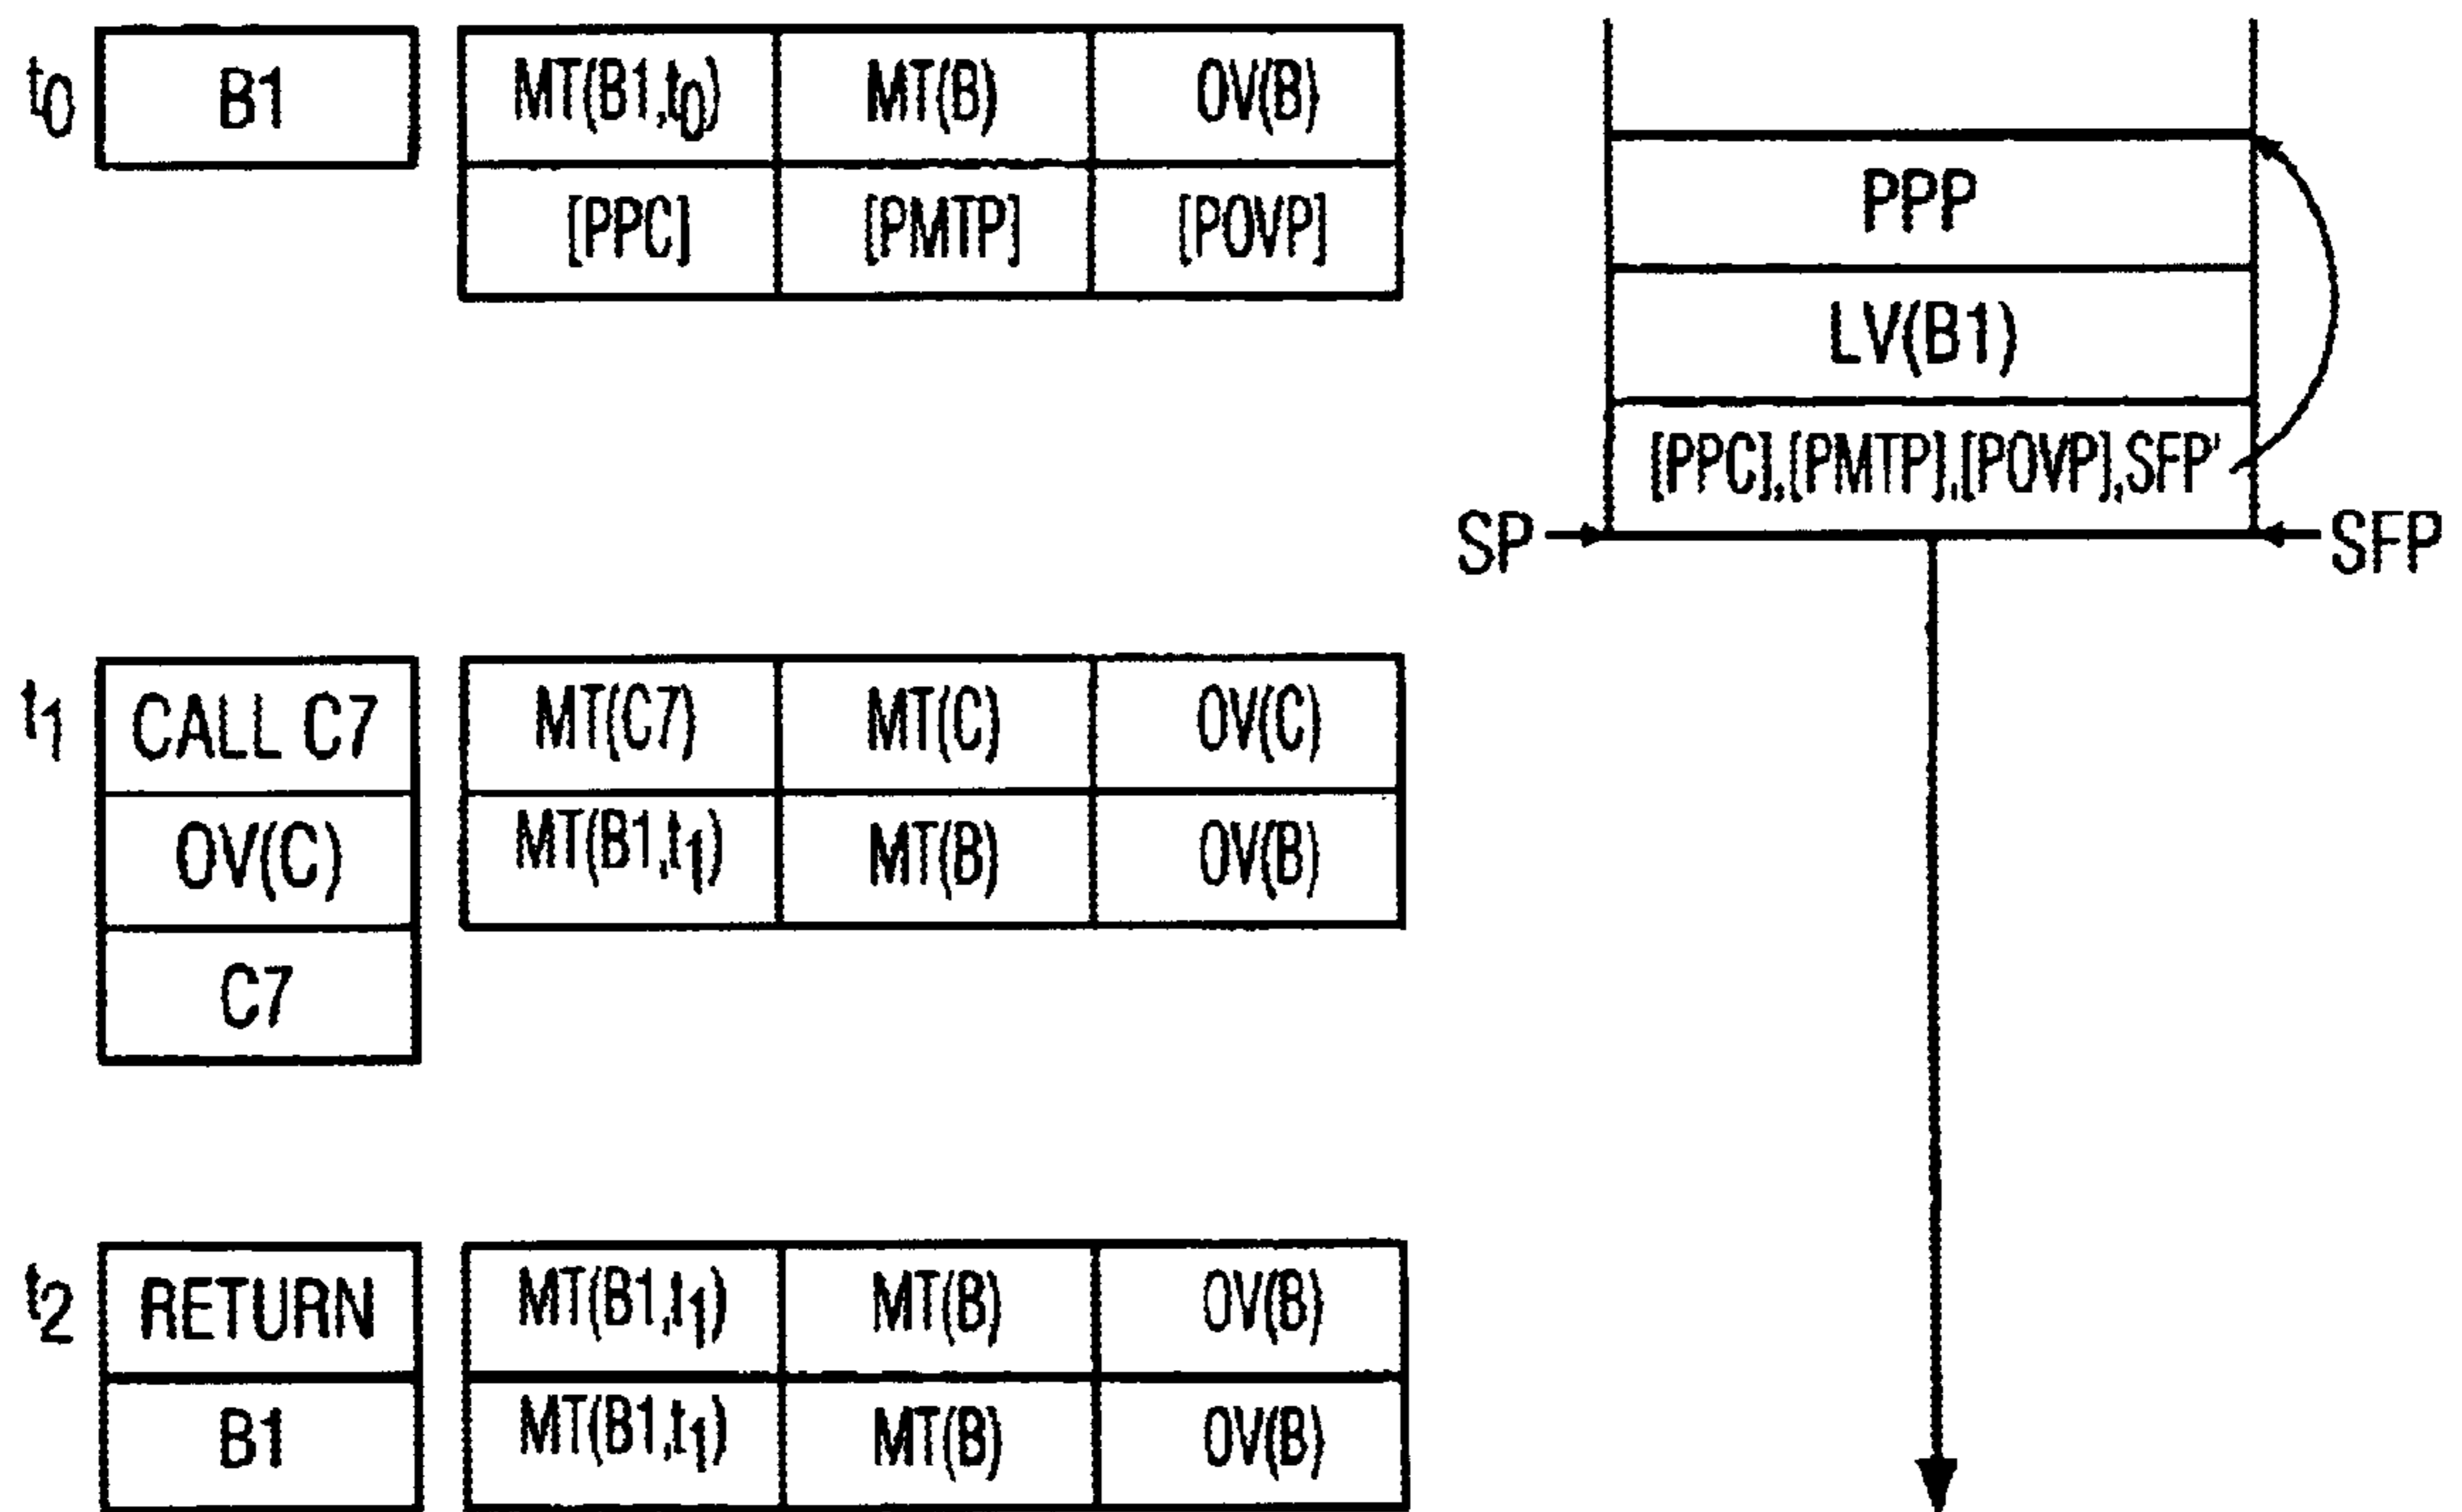 t0
B1
MT(B1,t0) MT(B) OV(B)
[PPC] [PMTP] [POVP]
PPP
LV(B1)
[PPC],[PMTP],[POVP],SFP'
SP
SFP
t1
CALL C7
OV(C)
C7
MT(C7) MT(C) OV(C)
MT(B1,t1) MT(B) OV(B)
t2
RETURN
B1
MT(B1,t1) MT(B) OV(B)
MT(B1,t1) MT(B) OV(B)